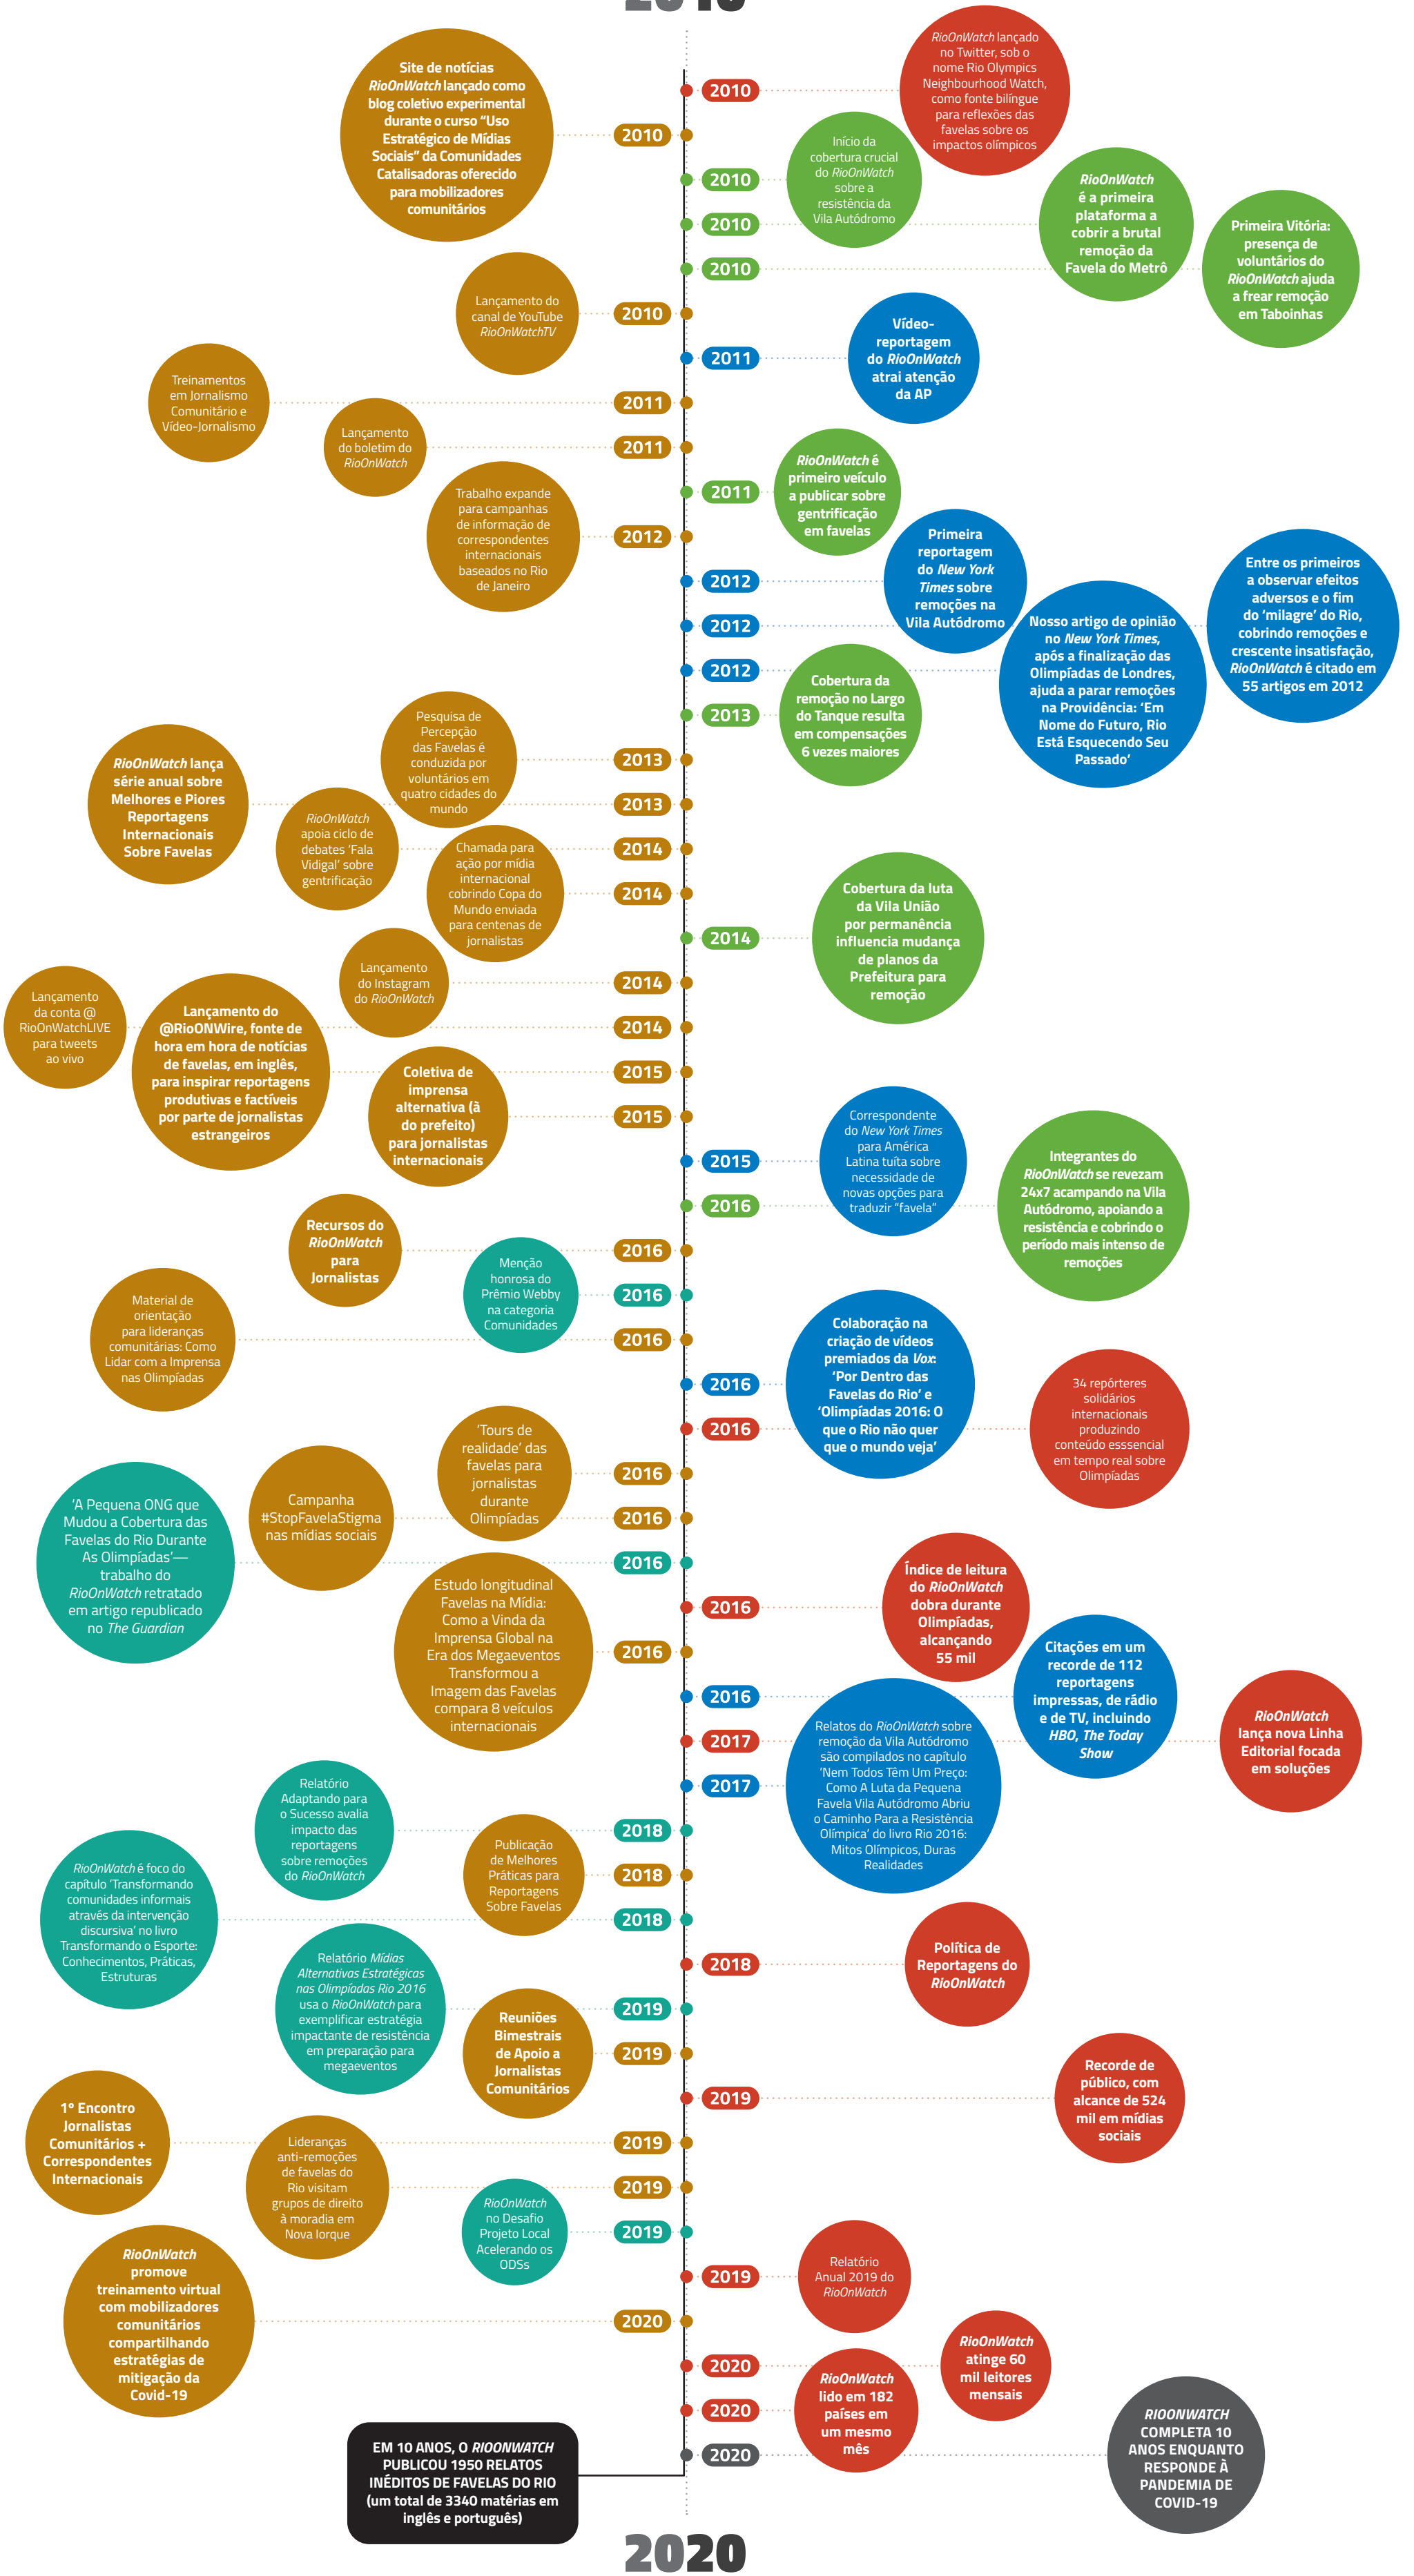 2010
2010
RioOnWatch lançado
no Twitter, sob o
nome Rio Olympics
Neighbourhood Watch,
como fonte bilíngue
para reflexões das
favelas sobre os
impactos olímpicos
Site de notícias
RioOnWatch lançado como
blog coletivo experimental
durante o curso “Uso
Estratégico de Mídias
Sociais” da Comunidades
Catalisadoras oferecido
para mobilizadores
comunitários
2010
2010
Início da
cobertura crucial
do RioOnWatch
sobre a
resistência da
Vila Autódromo
2010
RioOnWatch
é a primeira
plataforma a
cobrir a brutal
remoção da
Favela do Metrô
2010
Primeira Vitória:
presença de
voluntários do
RioOnWatch ajuda
a frear remoção
em Taboinhas
Lançamento do
canal de YouTube
RioOnWatchTV
2010
2011
Vídeo-
reportagem
do RioOnWatch
atrai atenção
da AP
Treinamentos
em Jornalismo
Comunitário e
Vídeo-Jornalismo
2011
Lançamento
do boletim do
RioOnWatch
2011
2011
RioOnWatch é
primeiro veículo
a publicar sobre
gentrificação
em favelas
Trabalho expande
para campanhas
de informação de
correspondentes
internacionais
baseados no Rio
de Janeiro
2012
2012
Primeira
reportagem
do New York
Times sobre
remoções na
Vila Autódromo
2012
Entre os primeiros
a observar efeitos
adversos e o fim
do ‘milagre’ do Rio,
cobrindo remoções e
crescente insatisfação,
RioOnWatch é citado em
55 artigos em 2012
2012
Nosso artigo de opinião
no New York Times,
após a finalização das
Olimpíadas de Londres,
ajuda a parar remoções
na Providência: ‘Em
Nome do Futuro, Rio
Está Esquecendo Seu
Passado’
2013
Cobertura da
remoção no Largo
do Tanque resulta
em compensações
6 vezes maiores
Pesquisa de
Percepção
das Favelas é
conduzida por
voluntários em
quatro cidades do
mundo
2013
RioOnWatch lança
série anual sobre
Melhores e Piores
Reportagens
Internacionais
Sobre Favelas
2013
RioOnWatch
apoia ciclo de
debates ‘Fala
Vidigal’ sobre
gentrificação
2014
Chamada para
ação por mídia
internacional
cobrindo Copa do
Mundo enviada
para centenas de
jornalistas
2014
2014
Cobertura da luta
da Vila União
por permanência
influencia mudança
de planos da
Prefeitura para
remoção
Lançamento
do Instagram
do RioOnWatch
2014
Lançamento
da conta @
RioOnWatchLIVE
para tweets
ao vivo
2014
Lançamento do
@RioONWire, fonte de
hora em hora de notícias
de favelas, em inglês,
para inspirar reportagens
produtivas e factíveis
por parte de jornalistas
estrangeiros
2015
Coletiva de
imprensa
alternativa (à
do prefeito)
para jornalistas
internacionais
2015
2015
Correspondente
do New York Times
para América
Latina tuíta sobre
necessidade de
novas opções para
traduzir “favela”
2016
Integrantes do
RioOnWatch se revezam
24x7 acampando na Vila
Autódromo, apoiando a
resistência e cobrindo o
período mais intenso de
remoções
Recursos do
RioOnWatch
para
Jornalistas
2016
Menção
honrosa do
Prêmio Webby
na categoria
Comunidades
2016
Material de
orientação
para lideranças
comunitárias: Como
Lidar com a Imprensa
nas Olimpíadas
2016
2016
Colaboração na
criação de vídeos
premiados da Vox:
‘Por Dentro das
Favelas do Rio’ e
‘Olimpíadas 2016: O
que o Rio não quer
que o mundo veja’
2016
34 repórteres
solidários
internacionais
produzindo
conteúdo esssencial
em tempo real sobre
Olimpíadas
‘Tours de
realidade’ das
favelas para
jornalistas
durante
Olimpíadas
2016
Campanha
#StopFavelaStigma
nas mídias sociais
2016
‘A Pequena ONG que
Mudou a Cobertura das
Favelas do Rio Durante
As Olimpíadas’—
trabalho do
RioOnWatch retratado
em artigo republicado
no The Guardian
2016
2016
Índice de leitura
do RioOnWatch
dobra durante
Olimpíadas,
alcançando
55 mil
Estudo longitudinal
Favelas na Mídia:
Como a Vinda da
Imprensa Global na
Era dos Megaeventos
Transformou a
Imagem das Favelas
compara 8 veículos
internacionais
2016
2016
Citações em um
recorde de 112
reportagens
impressas, de rádio
e de TV, incluindo
HBO, The Today
Show
2017
RioOnWatch
lança nova Linha
Editorial focada
em soluções
2017
Relatos do RioOnWatch sobre
remoção da Vila Autódromo
são compilados no capítulo
‘Nem Todos Têm Um Preço:
Como A Luta da Pequena
Favela Vila Autódromo Abriu
o Caminho Para a Resistência
Olímpica’ do livro Rio 2016:
Mitos Olímpicos, Duras
Realidades
Relatório
Adaptando para
o Sucesso avalia
impacto das
reportagens
sobre remoções
do RioOnWatch
2018
Publicação
de Melhores
Práticas para
Reportagens
Sobre Favelas
2018
RioOnWatch é foco do
capítulo ‘Transformando
comunidades informais
através da intervenção
discursiva’ no livro
Transformando o Esporte:
Conhecimentos, Práticas,
Estruturas
2018
2018
Política de
Reportagens do
RioOnWatch
Relatório Mídias
Alternativas Estratégicas
nas Olimpíadas Rio 2016
usa o RioOnWatch para
exemplificar estratégia
impactante de resistência
em preparação para
megaeventos
2019
Reuniões
Bimestrais
de Apoio a
Jornalistas
Comunitários
2019
2019
Recorde de
público, com
alcance de 524
mil em mídias
sociais
1º Encontro
Jornalistas
Comunitários +
Correspondentes
Internacionais
2019
Lideranças
anti-remoções
de favelas do
Rio visitam
grupos de direito
à moradia em
Nova Iorque
2019
RioOnWatch
no Desafio
Projeto Local
Acelerando os
ODSs
2019
2019
Relatório
Anual 2019 do
RioOnWatch
RioOnWatch
promove
treinamento virtual
com mobilizadores
comunitários
compartilhando
estratégias de
mitigação da
Covid-19
2020
2020
RioOnWatch
atinge 60
mil leitores
mensais
2020
RioOnWatch
lido em 182
países em
um mesmo
mês
2020
RIOONWATCH
COMPLETA 10
ANOS ENQUANTO
RESPONDE À
PANDEMIA DE
COVID-19
EM 10 ANOS, O RIOONWATCH
PUBLICOU 1950 RELATOS
INÉDITOS DE FAVELAS DO RIO
(um total de 3340 matérias em
inglês e português)
2020